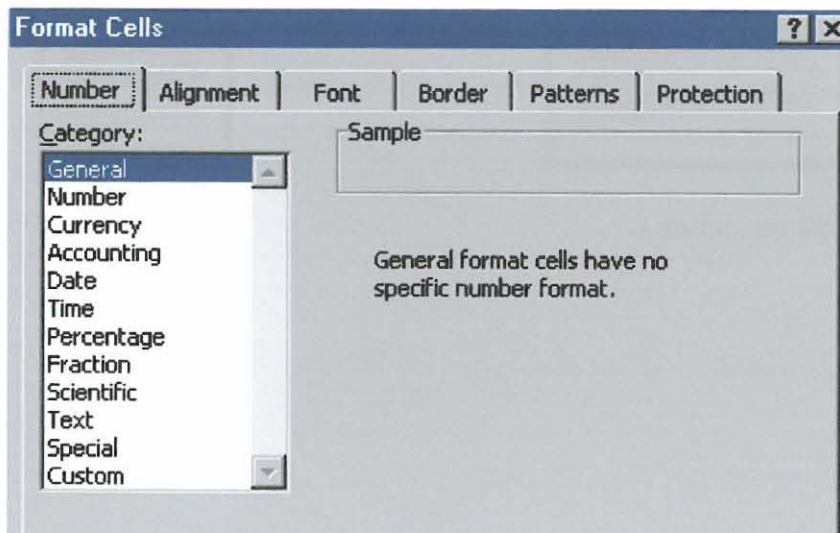 Format Cells
Number Alignment Font Border Patterns Protection
Category:
General
Number
Currency
Accounting
Date
Time
Percentage
Fraction
Scientific
Text
Special
Custom
Sample
General format cells have no
specific number format.